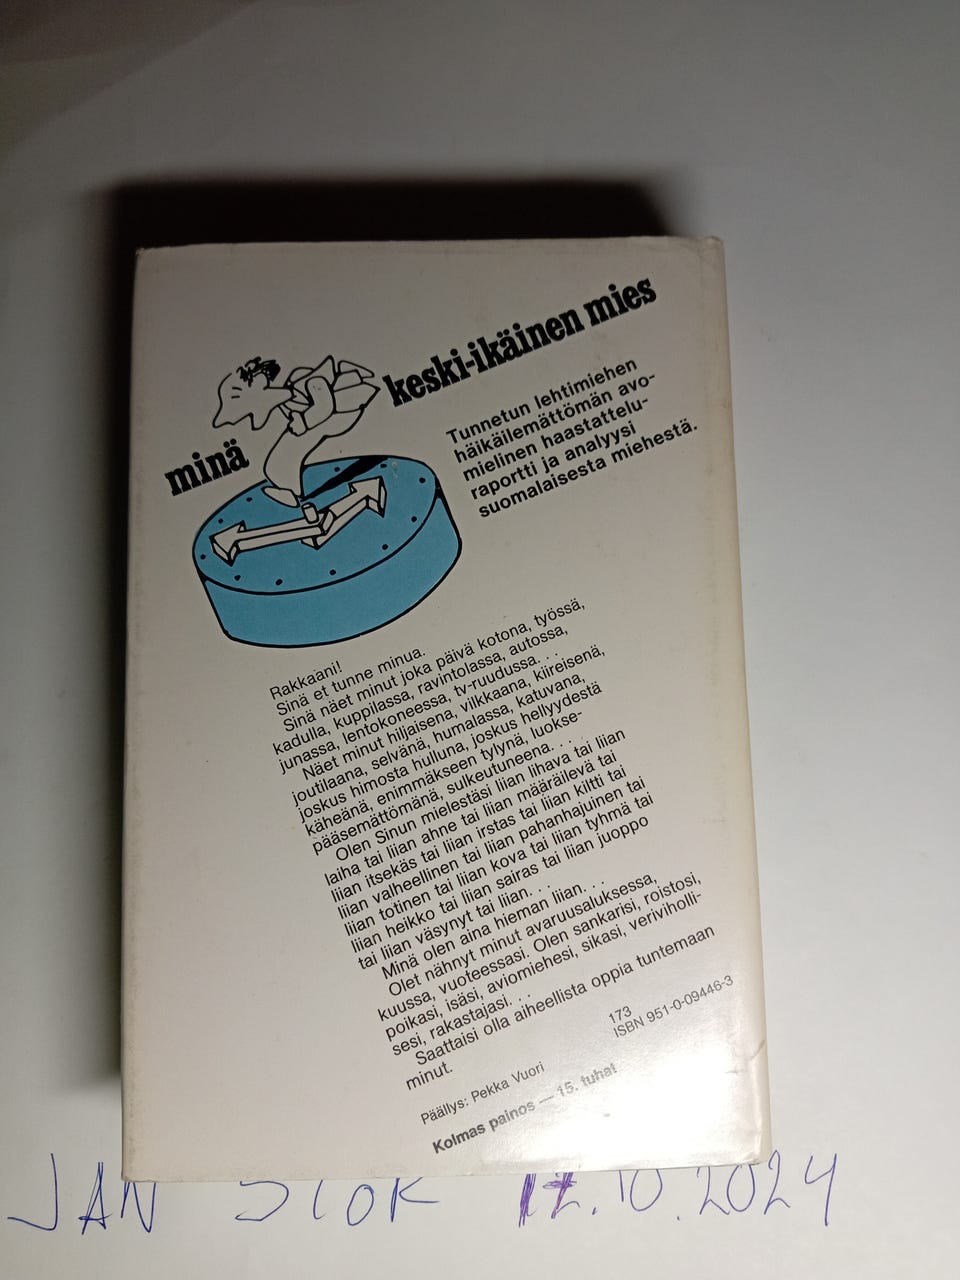 minä
keski-ikäinen mies
Tunnetun lehtimiehen
häikäilemättömän avo-
mielinen haastattelu-
raportti ja analyysi
suomalaisesta miehestä.
Rakkaani!
Sinä et tunne minua.
Sinä näet minut joka päivä kotona, työssä,
kadulla, kuppilassa, ravintolassa, autossa,
junassa, lentokoneessa, tv-ruudussa. . .
Näet minut hiljaisena, vilkkaana, kiireisenä,
joutilaana, selvänä, humalassa, katuvana,
joskus himosta hulluna, joskus hellyydestä
käheänä, enimmäkseen tylynä, luokse-
pääsemättömänä, sulkeutuneena. . .
Olen Sinun mielestäsi liian lihava tai liian
laiha tai liian ahne tai liian määräilevä tai
liian itsekäs tai liian irstas tai liian kiltti tai
liian valheellinen tai liian pahanhajuinen tai
liian totinen tai liian kova tai liian tyhmä tai
liian heikko tai liian sairas tai liian juoppo
tai liian väsynyt tai liian. . .
Minä olen aina hieman liian. . .
Olet nähnyt minut avaruusaluksessa,
kuussa, vuoteessasi. Olen sankarisi, roistosi,
poikasi, isäsi, aviomiehesi, sikasi, veriviholli-
sesi, rakastajasi. . .
Saattaisi olla aiheellista oppia tuntemaan
minut.
173
ISBN 951-0-09446-3
Päällys: Pekka Vuori
Kolmas painos — 15. tuhat
JAN 17.10.2024